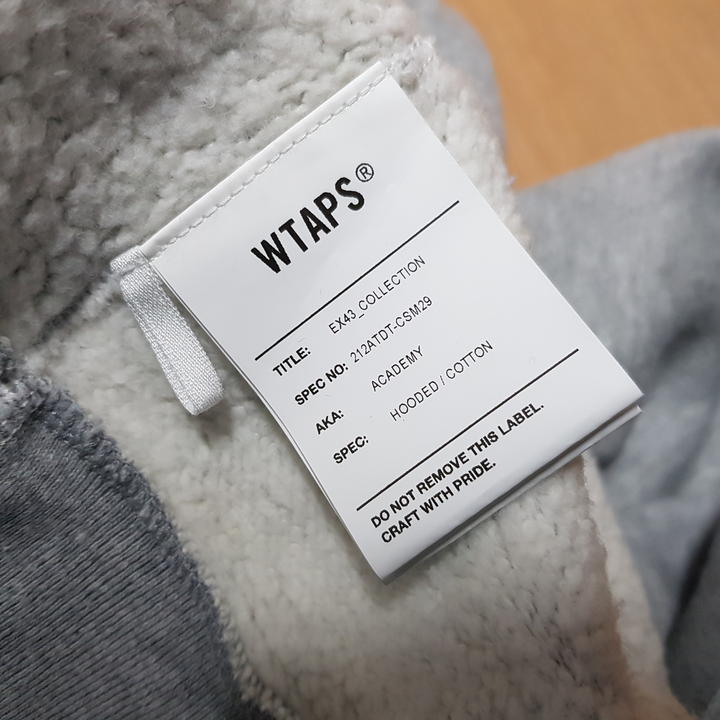 WTAPS®
TITLE: EX43_COLLECTION
SPEC NO: 212ATDT-CSM29
AKA: ACADEMY
SPEC: HOODED / COTTON
DO NOT REMOVE THIS LABEL.
CRAFT WITH PRIDE.